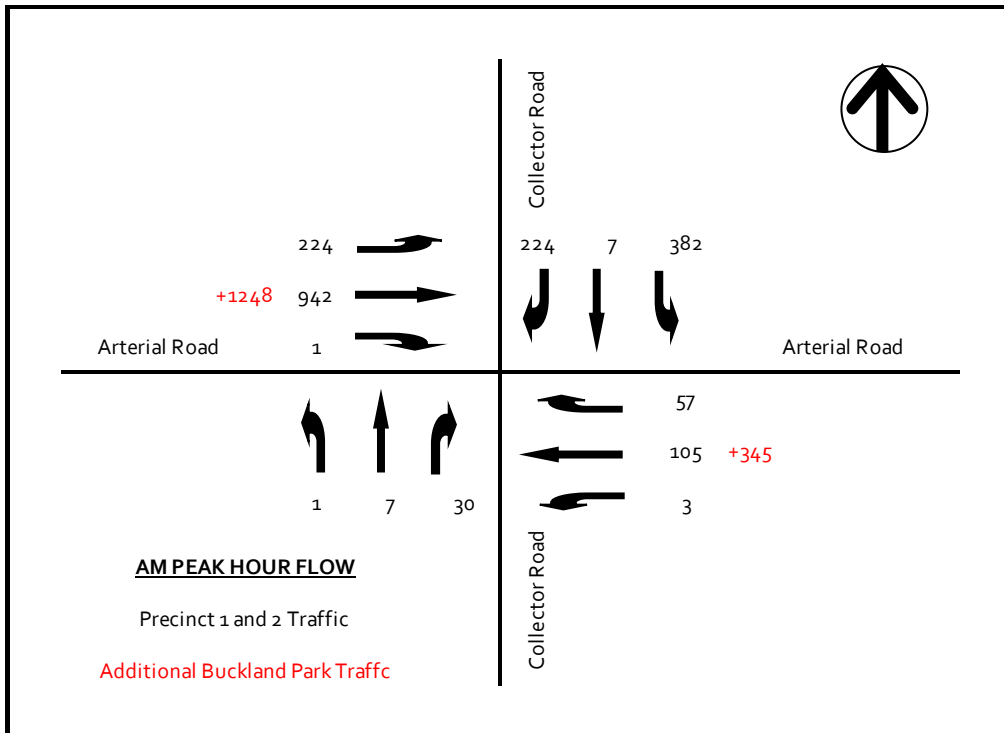 Collector Road
224
224 7 382
+1248 942
Arterial Road 1
Arterial Road
57
105 +345
1 7 30
3
AM PEAK HOUR FLOW
Precinct 1 and 2 Traffic
Additional Buckland Park Traffc
Collector Road